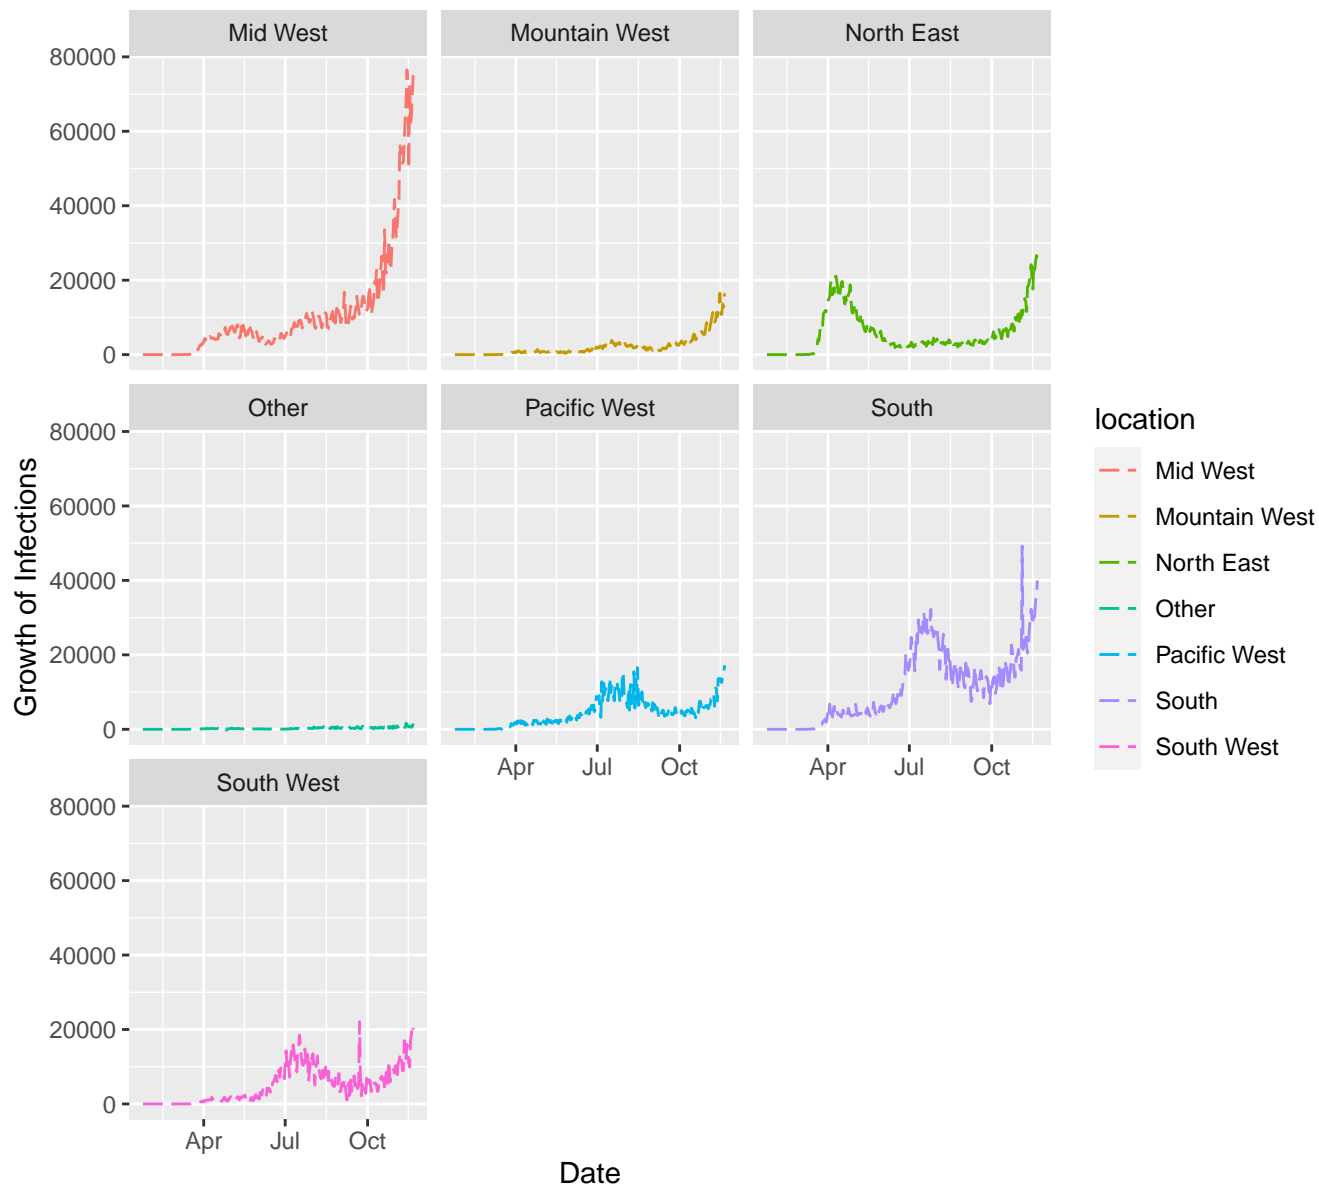 Mid West
Mountain West
North East
80000
60000
40000
20000
0
Other
Pacific West
South
80000
60000
40000
20000
0
Apr
Jul
Oct
Apr
Jul
Oct
South West
80000
60000
40000
20000
0
Apr
Jul
Oct
Growth of Infections
Date
location
Mid West
Mountain West
North East
Other
Pacific West
South
South West